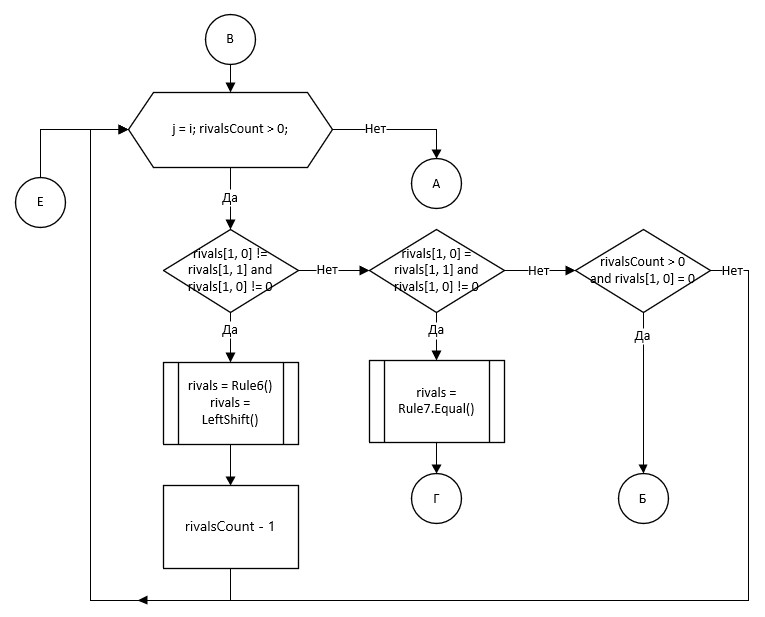 В
j = i; rivalsCount > 0;
Нет
Е
А
Да
rivals[1, 0] !=
rivals[1, 1] and
rivals[1, 0] != 0
Нет
rivals[1, 0] =
rivals[1, 1] and
rivals[1, 0] != 0
Нет
rivalsCount > 0
and rivals[1, 0] = 0
Нет
Да
Да
Да
rivals = Rule6()
rivals =
LeftShift()
rivals =
Rule7.Equal()
Г
Б
rivalsCount - 1